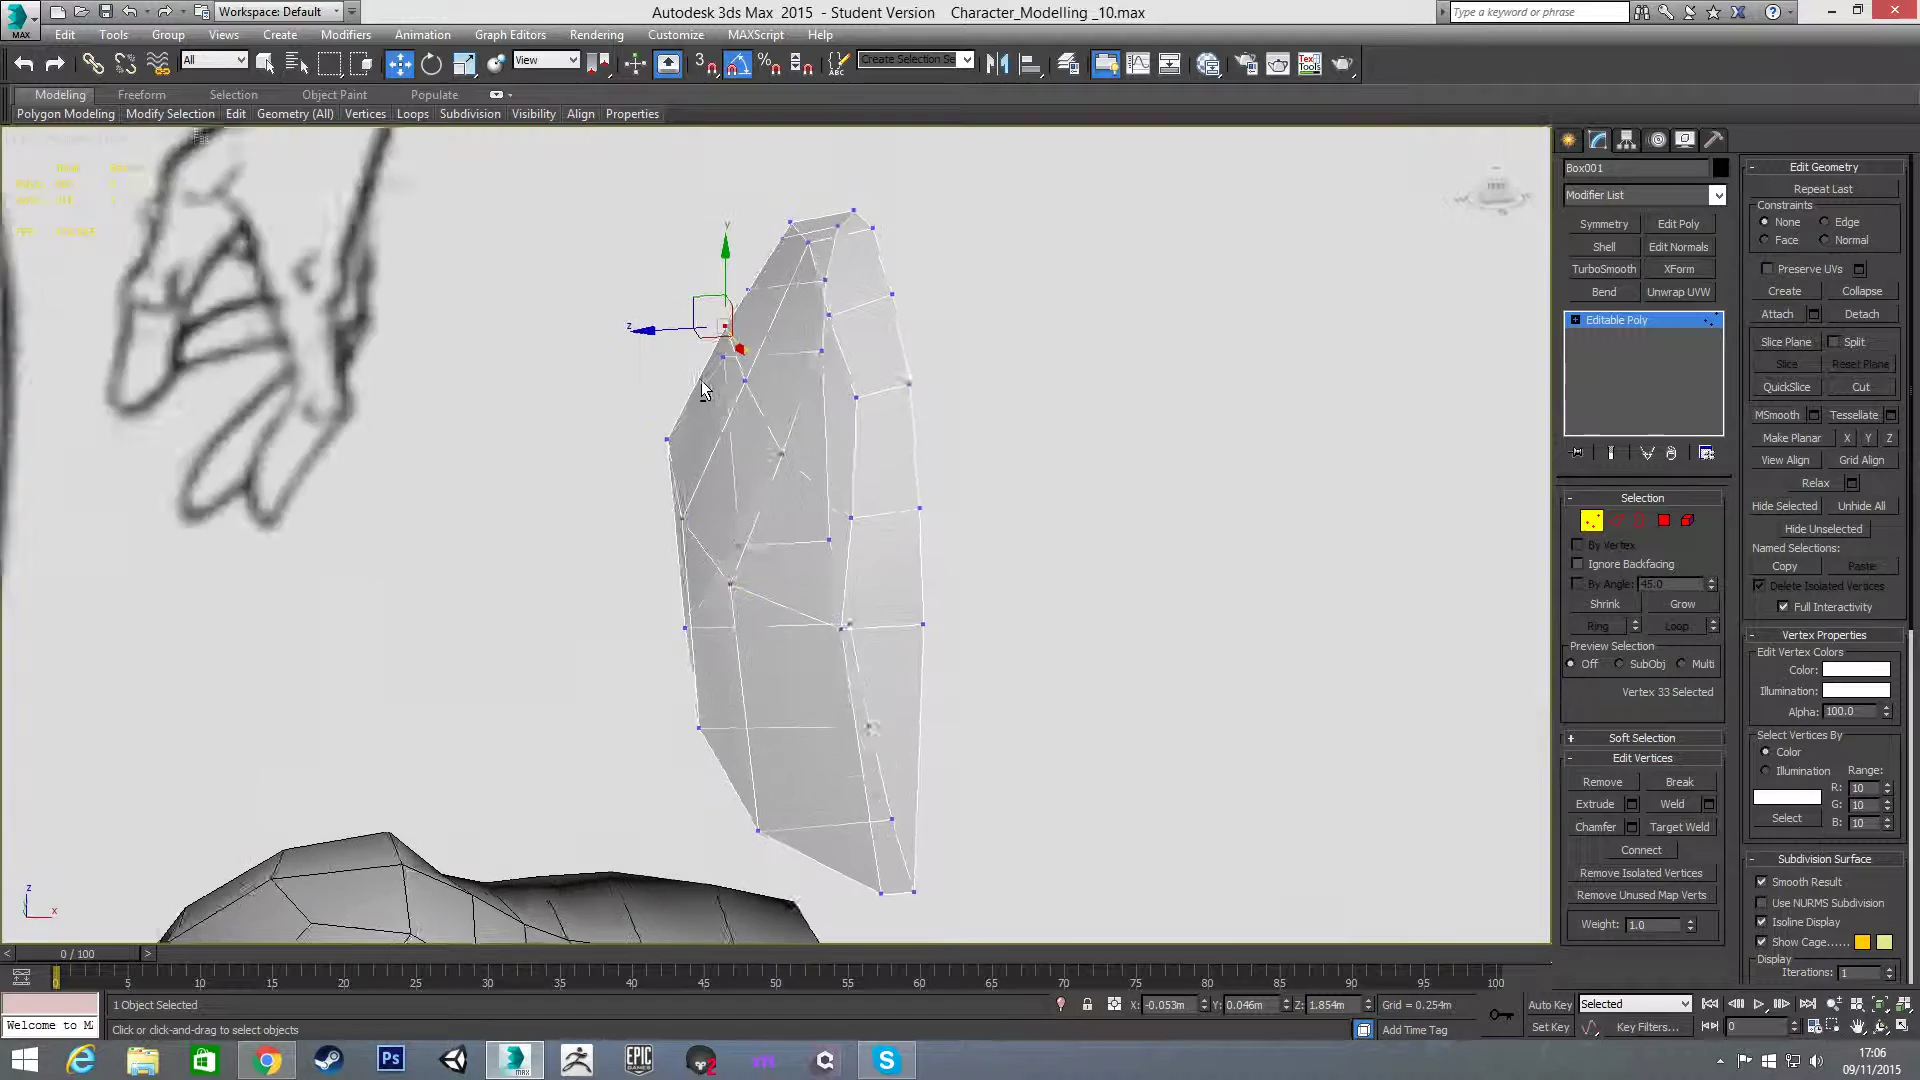 Autodesk 3ds Max 2015 - Student Version Character_Modelling _10.max
Workspace: Default
Type a keyword or phrase
MAX
Edit Tools Group Views Create Modifiers Animation Graph Editors Rendering Customize MAXScript Help
All
View
Create Selection Se
Modeling Freeform Selection Object Paint Populate
Polygon Modeling Modify Selection Edit Geometry (All) Vertices Loops Subdivision Visibility Align Properties
Box001
Modifier List
Symmetry Edit Poly
Shell Edit Normals
TurboSmooth XForm
Bend Unwrap UVW
Editable Poly
Selection
By Vertex
Ignore Backfacing
By Angle: 45.0
Shrink Grow
Ring Loop
Preview Selection
Off SubObj Multi
Vertex 33 Selected
Soft Selection
Edit Vertices
Remove Break
Extrude Weld
Chamfer Target Weld
Connect
Remove Isolated Vertices
Remove Unused Map Verts
Weight: 1.0
Edit Geometry
Repeat Last
Constraints
None Edge
Face Normal
Preserve UVs
Create Collapse
Attach Detach
Slice Plane Split
Slice Reset Plane
QuickSlice Cut
MSmooth Tessellate
Make Planar X Y Z
View Align Grid Align
Relax
Hide Selected Unhide All
Hide Unselected
Named Selections:
Copy Paste
Delete Isolated Vertices
Full Interactivity
Vertex Properties
Edit Vertex Colors
Color:
Illumination:
Alpha: 100.0
Select Vertices By
Color
Illumination Range:
R: 10
G: 10
Select B: 10
Subdivision Surface
Smooth Result
Use NURMS Subdivision
Isoline Display
Show Cage......
Display
Iterations: 1
y
z
z
x
0 / 100
0 5 10 15 20 25 30 35 40 45 50 55 60 65 70 75 80 85 90 95 100
1 Object Selected
X: -0.053m Y: 0.046m Z: 1.854m Grid = 0.254m
Auto Key Selected
Welcome to M
Click or click-and-drag to select objects
Add Time Tag
Set Key Key Filters... 0
17:06
09/11/2015